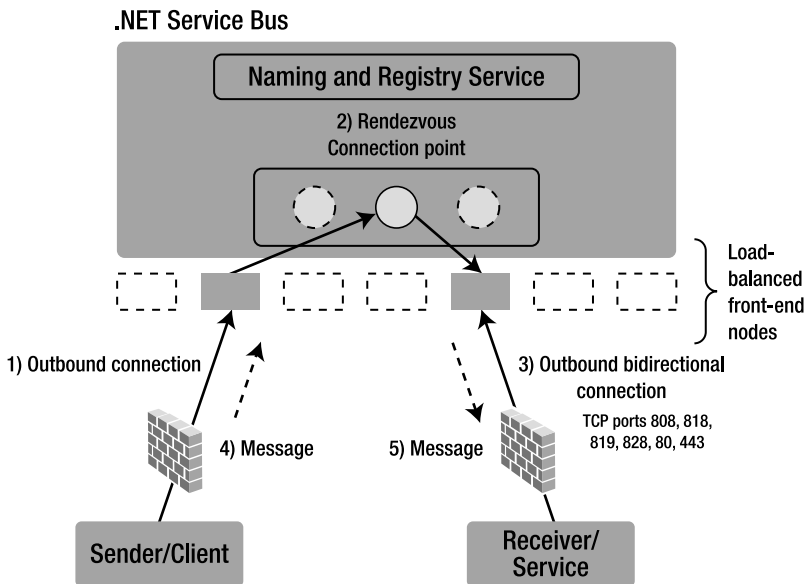 .NET Service Bus
Naming and Registry Service
2) Rendezvous
Connection point
Load-
balanced
front-end
nodes
1) Outbound connection
3) Outbound bidirectional
connection
TCP ports 808, 818,
819, 828, 80, 443
4) Message
5) Message
Sender/Client
Receiver/
Service